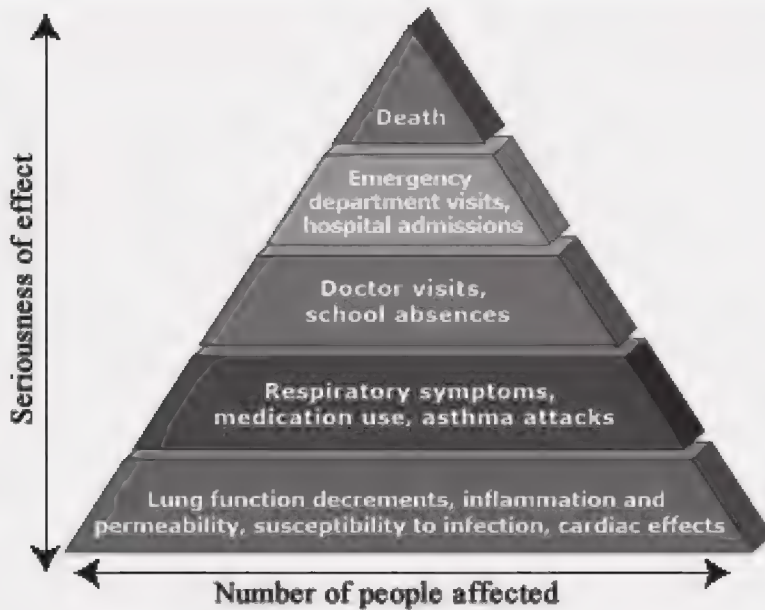 Death
Emergency
department visits,
hospital admissions
Doctor visits,
school absences
Respiratory symptoms,
medication use, asthma attacks
Lung function decrements, inflammation and
permeability, susceptibility to infection, cardiac effects
Seriousness of effect
Number of people affected